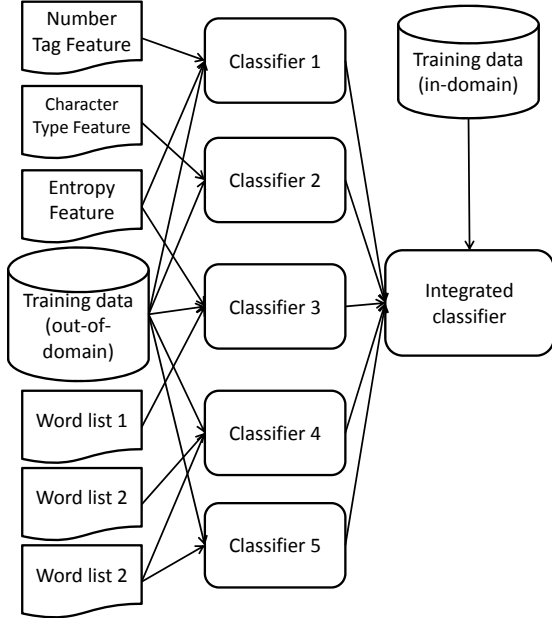 Number
Tag Feature
Character
Type Feature
Entropy
Feature
Training data
(out-of-
domain)
Word list 1
Word list 2
Word list 2
Classifier 1
Classifier 2
Classifier 3
Classifier 4
Classifier 5
Training data
(in-domain)
Integrated
classifier